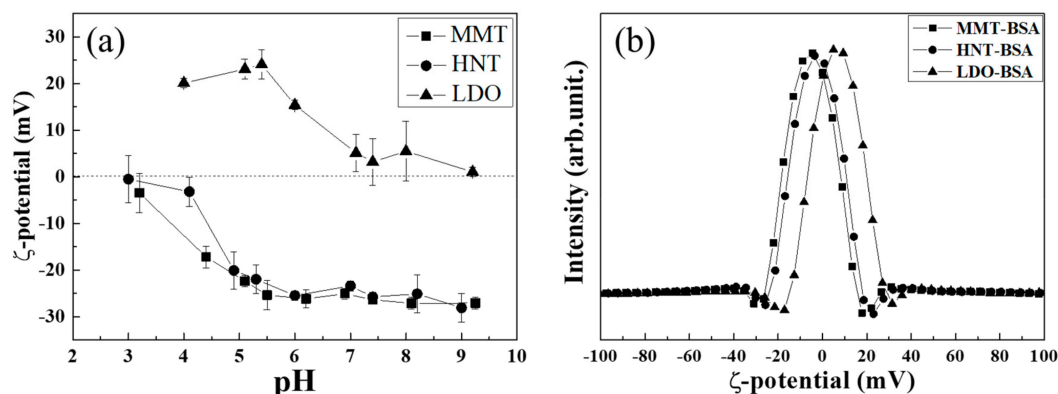 (a)
MMT
HNT
LDO
30
20
10
0
-10
-20
-30
ζ-potential (mV)
2 3 4 5 6 7 8 9 10
pH
(b)
MMT-BSA
HNT-BSA
LDO-BSA
Intensity (arb.unit.)
-100 -80 -60 -40 -20 0 20 40 60 80 100
ζ-potential (mV)